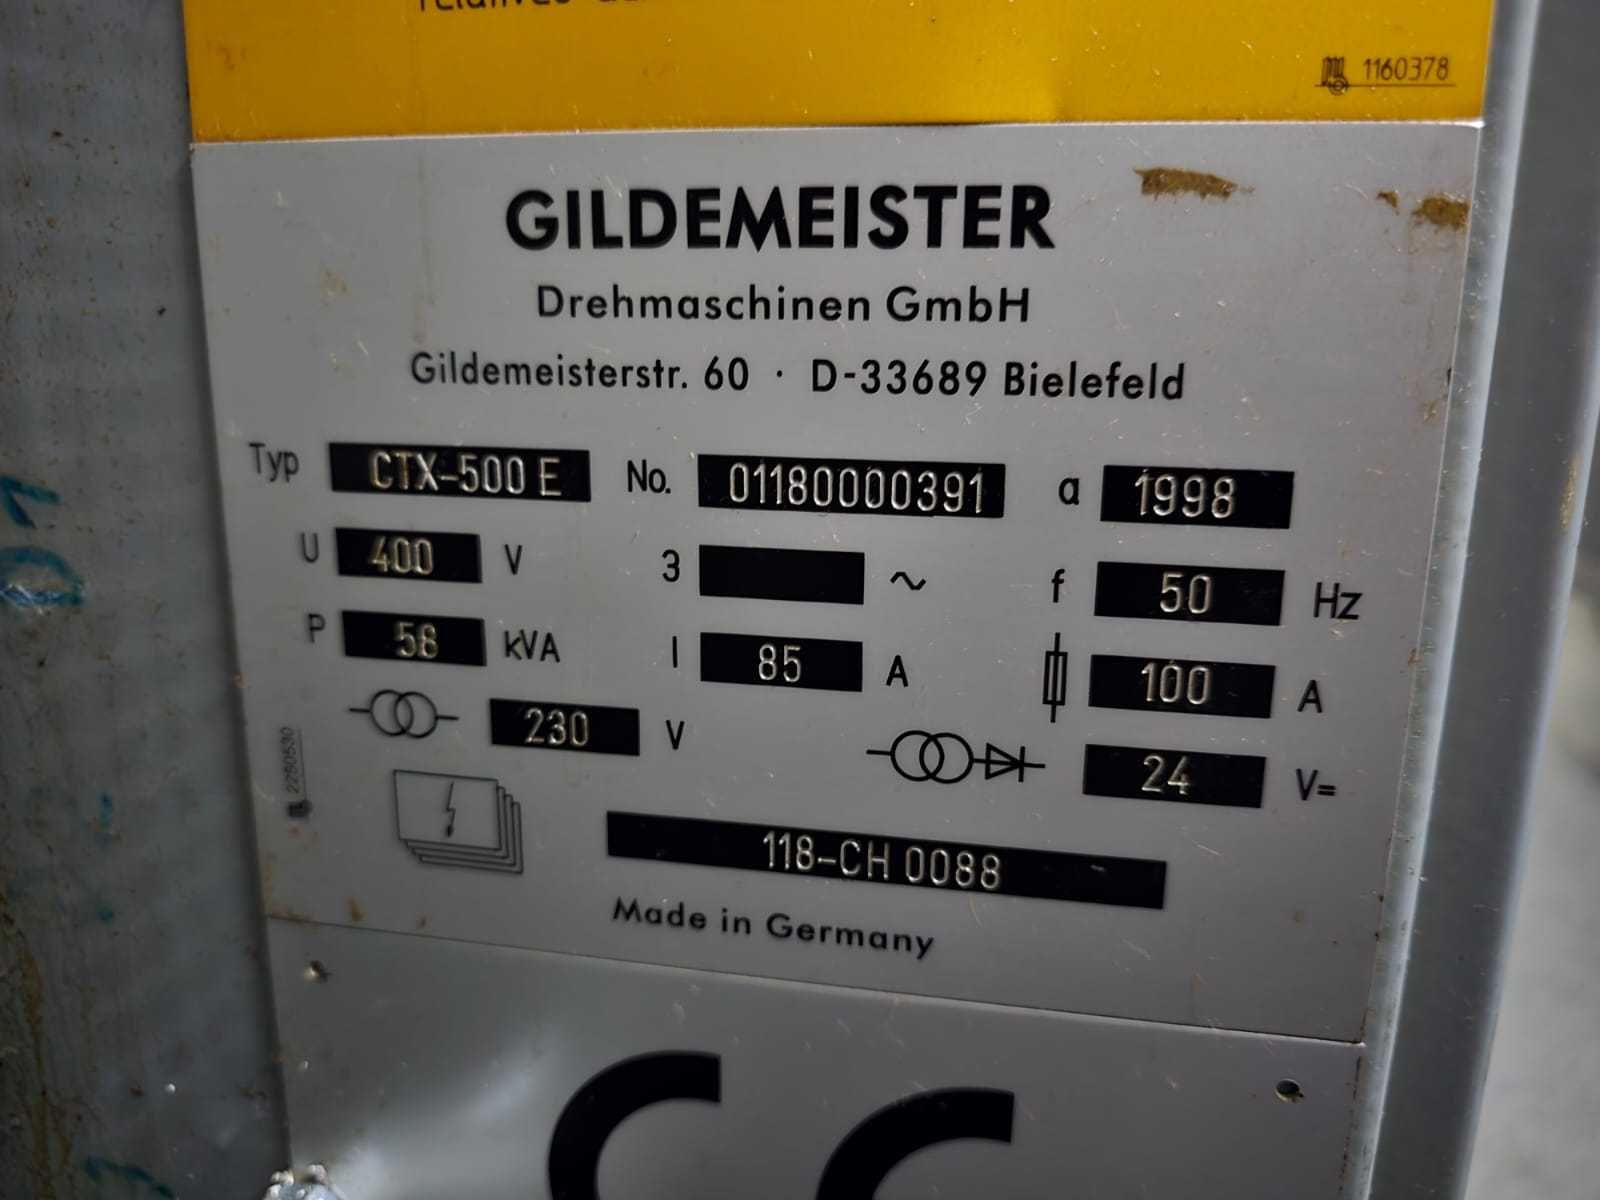 1160378
GILDEMEISTER
Drehmaschinen GmbH
Gildemeisterstr. 60 · D-33689 Bielefeld
Typ CTX-500 E No. 01180000391 a 1998
U 400 V 3 ~ f 50 Hz
P 58 kVA I 85 A 100 A
230 V 24 V=
118-CH 0088
Made in Germany
CE